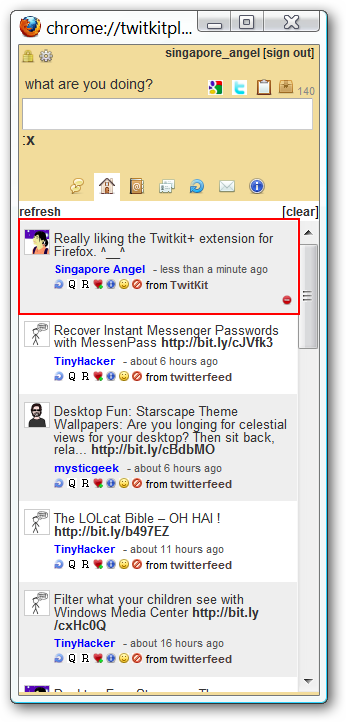 chrome://twitkitpl...
singapore_angel [sign out]
what are you doing?
140
:x
refresh [clear]
Really liking the Twitkit+ extension for
Firefox. ^__^
Singapore Angel - less than a minute ago
Q R from TwitKit
Recover Instant Messenger Passwords
with MessenPass http://bit.ly/cJVfk3
TinyHacker - about 6 hours ago
Q R from twitterfeed
Desktop Fun: Starscape Theme
Wallpapers: Are you longing for celestial
views for your desktop? Then sit back,
rela... http://bit.ly/cBdbMO
mysticgeek - about 6 hours ago
Q R from twitterfeed
The LOLcat Bible – OH HAI !
http://bit.ly/b497EZ
TinyHacker - about 11 hours ago
Q R from twitterfeed
Filter what your children see with
Windows Media Center http://bit.ly
/cxHc0Q
TinyHacker - about 16 hours ago
Q R from twitterfeed